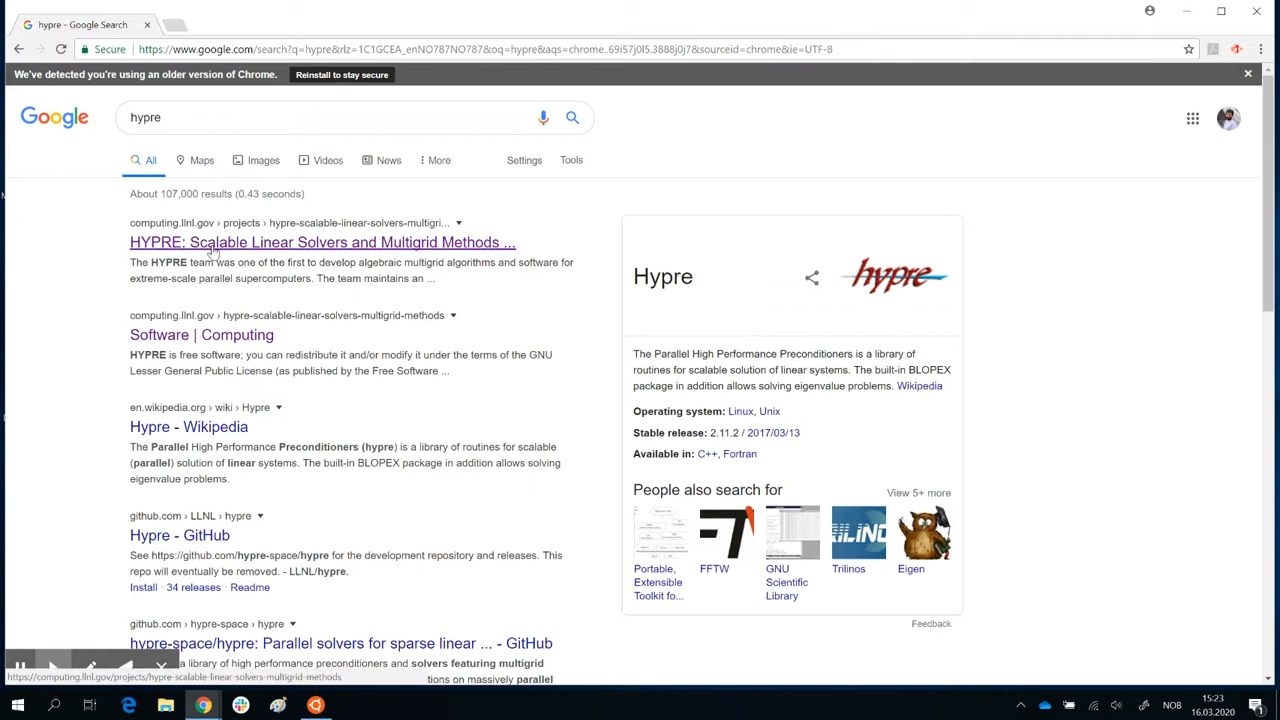 hypre - Google Search
Secure
https://www.google.com/search?q=hypre&rlz=1C1GCEA_enNO787NO787&oq=hypre&aqs=chrome..69i57j0l5.3888j0j7&sourceid=chrome&ie=UTF-8
We've detected you're using an older version of Chrome.
Reinstall to stay secure
Google
hypre
All
Maps
Images
Videos
News
More
Settings
Tools
About 107,000 results (0.43 seconds)
computing.llnl.gov › projects › hypre-scalable-linear-solvers-multigri...
HYPRE: Scalable Linear Solvers and Multigrid Methods ...
The HYPRE team was one of the first to develop algebraic multigrid algorithms and software for
extreme-scale parallel supercomputers. The team maintains an ...
computing.llnl.gov › hypre-scalable-linear-solvers-multigrid-methods
Software | Computing
HYPRE is free software; you can redistribute it and/or modify it under the terms of the GNU
Lesser General Public License (as published by the Free Software ...
en.wikipedia.org › wiki › Hypre
Hypre - Wikipedia
The Parallel High Performance Preconditioners (hypre) is a library of routines for scalable
(parallel) solution of linear systems. The built-in BLOPEX package in addition allows solving
eigenvalue problems.
github.com › LLNL › hypre
Hypre - GitHub
See https://github.com/hypre-space/hypre for the development repository and releases. This
repo will eventually be removed. - LLNL/hypre.
Install · 34 releases · Readme
github.com › hypre-space › hypre
hypre-space/hypre: Parallel solvers for sparse linear ... - GitHub
a library of high performance preconditioners and solvers featuring multigrid
https://computing.llnl.gov/projects/hypre-scalable-linear-solvers-multigrid-methods
tions on massively parallel
Hypre
hypre
The Parallel High Performance Preconditioners is a library of
routines for scalable solution of linear systems. The built-in BLOPEX
package in addition allows solving eigenvalue problems. Wikipedia
Operating system: Linux, Unix
Stable release: 2.11.2 / 2017/03/13
Available in: C++, Fortran
People also search for
View 5+ more
RILINO
Portable,
Extensible
Toolkit fo...
FFTW
GNU
Scientific
Library
Trilinos
Eigen
Feedback
NOB
15:23
16.03.2020
1